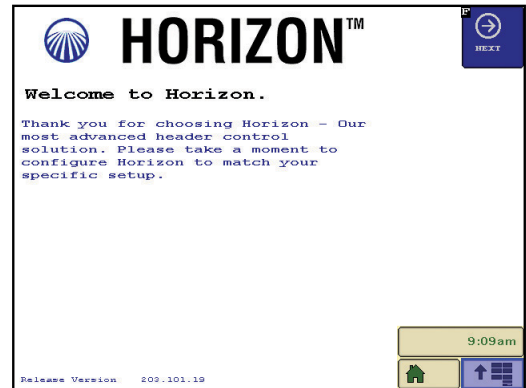 HORIZON™
F
NEXT
Welcome to Horizon.
Thank you for choosing Horizon – Our
most advanced header control
solution. Please take a moment to
configure Horizon to match your
specific setup.
9:09am
Release Version 203.101.19